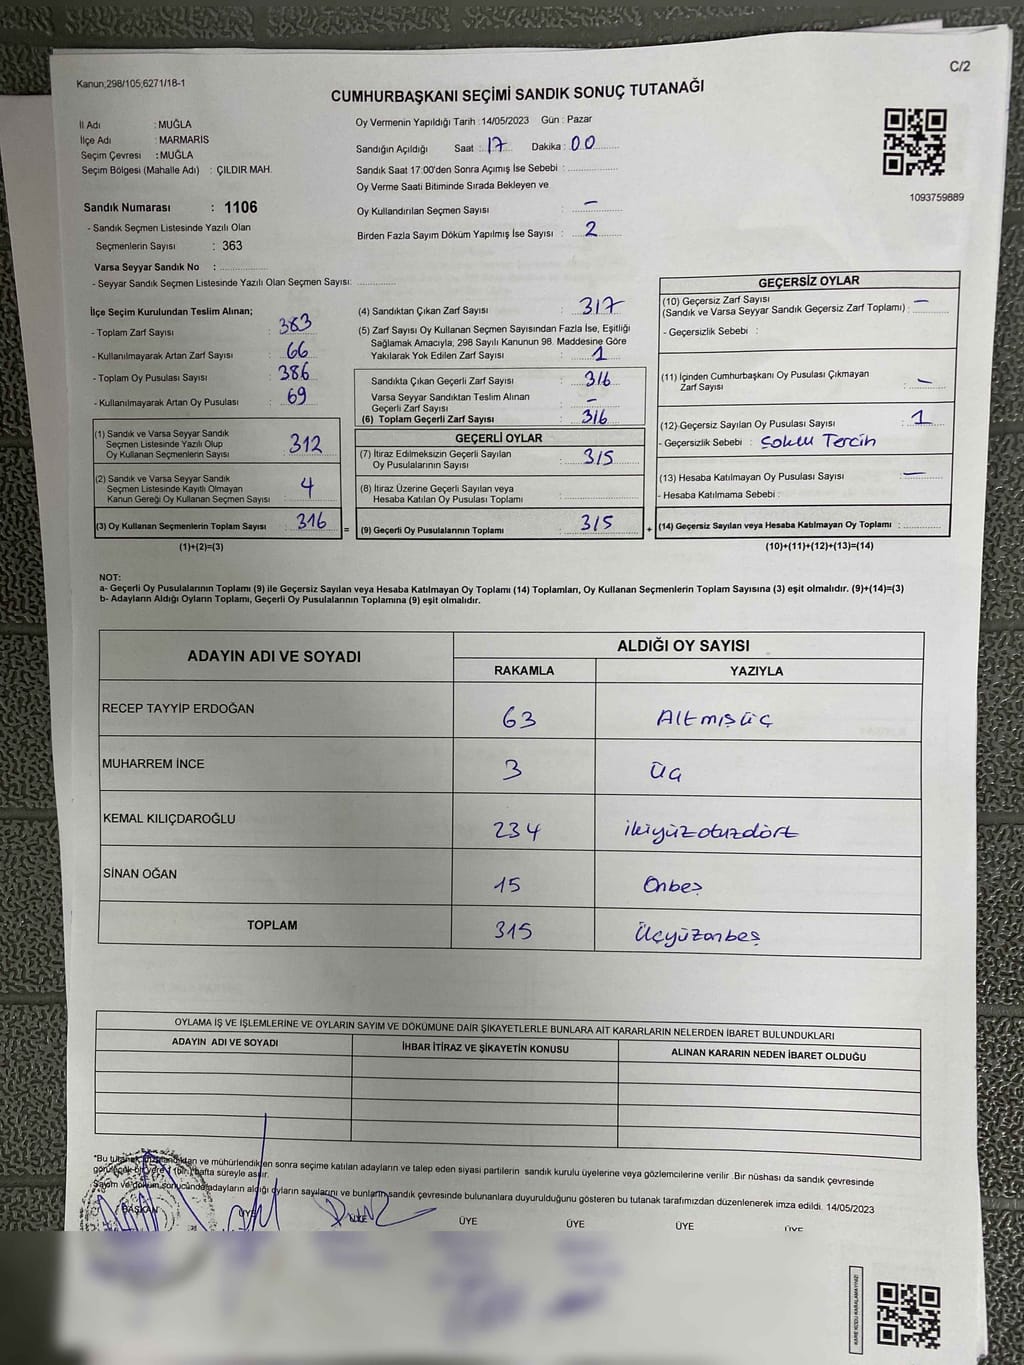 Kanun;298/105;6271/18-1
C/2
CUMHURBAŞKANI SEÇİMİ SANDIK SONUÇ TUTANAĞI
İl Adı : MUĞLA
İlçe Adı : MARMARİS
Seçim Çevresi : MUĞLA
Seçim Bölgesi (Mahalle Adı) : ÇILDIR MAH.
Oy Vermenin Yapıldığı Tarih : 14/05/2023 Gün : Pazar
Sandığın Açıldığı Saat : 17 Dakika : 00
Sandık Saat 17:00'den Sonra Açımış İse Sebebi :
Oy Verme Saati Bitiminde Sırada Bekleyen ve
Oy Kullandırılan Seçmen Sayısı : –
Birden Fazla Sayım Döküm Yapılmış İse Sayısı : 2
1093759889
Sandık Numarası : 1106
- Sandık Seçmen Listesinde Yazılı Olan
Seçmenlerin Sayısı : 363
Varsa Seyyar Sandık No :
- Seyyar Sandık Seçmen Listesinde Yazılı Olan Seçmen Sayısı:
İlçe Seçim Kurulundan Teslim Alınan;
- Toplam Zarf Sayısı : 383
- Kullanılmayarak Artan Zarf Sayısı : 66
- Toplam Oy Pusulası Sayısı : 386
- Kullanılmayarak Artan Oy Pusulası : 69
(1) Sandık ve Varsa Seyyar Sandık
Seçmen Listesinde Yazılı Olup
Oy Kullanan Seçmenlerin Sayısı : 312
(2) Sandık ve Varsa Seyyar Sandık
Seçmen Listesinde Kayıtlı Olmayan
Kanun Gereği Oy Kullanan Seçmen Sayısı : 4
(3) Oy Kullanan Seçmenlerin Toplam Sayısı : 316 =
(1)+(2)=(3)
(4) Sandıktan Çıkan Zarf Sayısı : 317
(5) Zarf Sayısı Oy Kullanan Seçmen Sayısından Fazla İse, Eşitliği
Sağlamak Amacıyla; 298 Sayılı Kanunun 98. Maddesine Göre
Yakılarak Yok Edilen Zarf Sayısı : 1
Sandıkta Çıkan Geçerli Zarf Sayısı : 316
Varsa Seyyar Sandıktan Teslim Alınan
Geçerli Zarf Sayısı : –
(6) Toplam Geçerli Zarf Sayısı : 316
GEÇERLİ OYLAR
(7) İtiraz Edilmeksizin Geçerli Sayılan
Oy Pusulalarının Sayısı : 315
(8) İtiraz Üzerine Geçerli Sayılan veya
Hesaba Katılan Oy Pusulası Toplamı :
(9) Geçerli Oy Pusulalarının Toplamı : 315 +
GEÇERSİZ OYLAR
(10) Geçersiz Zarf Sayısı
(Sandık ve Varsa Seyyar Sandık Geçersiz Zarf Toplamı) : –
- Geçersizlik Sebebi :
(11) İçinden Cumhurbaşkanı Oy Pusulası Çıkmayan
Zarf Sayısı : –
(12) Geçersiz Sayılan Oy Pusulası Sayısı : 1
- Geçersizlik Sebebi : Çoklu Tercih
(13) Hesaba Katılmayan Oy Pusulası Sayısı : –
- Hesaba Katılmama Sebebi :
(14) Geçersiz Sayılan veya Hesaba Katılmayan Oy Toplamı :
(10)+(11)+(12)+(13)=(14)
NOT:
a- Geçerli Oy Pusulalarının Toplamı (9) ile Geçersiz Sayılan veya Hesaba Katılmayan Oy Toplamı (14) Toplamları, Oy Kullanan Seçmenlerin Toplam Sayısına (3) eşit olmalıdır. (9)+(14)=(3)
b- Adayların Aldığı Oyların Toplamı, Geçerli Oy Pusulalarının Toplamına (9) eşit olmalıdır.
ADAYIN ADI VE SOYADI
ALDIĞI OY SAYISI
RAKAMLA YAZIYLA
RECEP TAYYİP ERDOĞAN 63 Altmışüç
MUHARREM İNCE 3 Üç
KEMAL KILIÇDAROĞLU 234 ikiyüzotuzdört
SİNAN OĞAN 15 Onbeş
TOPLAM 315 Üçyüzonbeş
OYLAMA İŞ VE İŞLEMLERİNE VE OYLARIN SAYIM VE DÖKÜMÜNE DAİR ŞİKAYETLERLE BUNLARA AİT KARARLARIN NELERDEN İBARET BULUNDUKLARI
ADAYIN ADI VE SOYADI İHBAR İTİRAZ VE ŞİKAYETİN KONUSU ALINAN KARARIN NEDEN İBARET OLDUĞU
*Bu tutanak ve mühürlendikten sonra seçime katılan adayların ve talep eden siyasi partilerin sandık kurulu üyelerine veya gözlemcilerine verilir .Bir nüshası da sandık çevresinde
görülecek bir yere 1 (bir) hafta süreyle asılır.
Sayım ve döküm sonucunda adayların aldığı oyların sayılarını ve bunların sandık çevresinde bulunanlara duyurulduğunu gösteren bu tutanak tarafımızdan düzenlenerek imza edildi. 14/05/2023
BAŞKAN ÜYE ÜYE ÜYE ÜYE ÜYE
KARE KODU KARALAMAYINIZ!